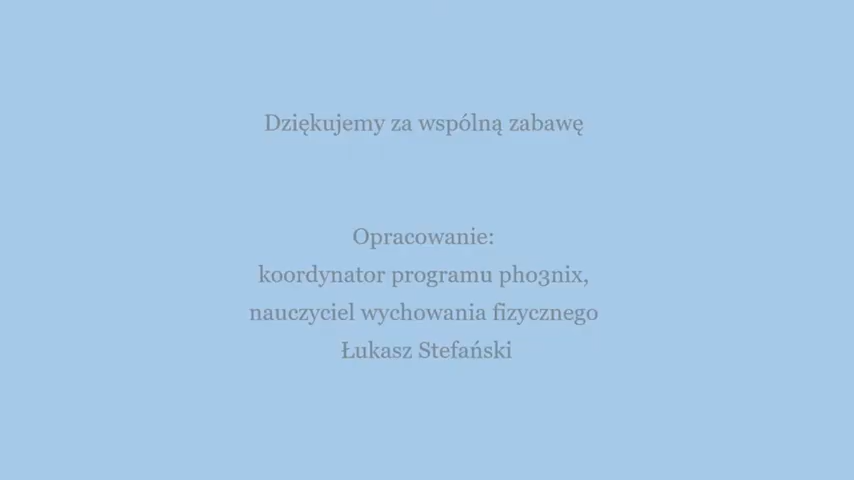 Dziękujemy za wspólną zabawę
Opracowanie:
koordynator programu pho3nix,
nauczyciel wychowania fizycznego
Łukasz Stefański